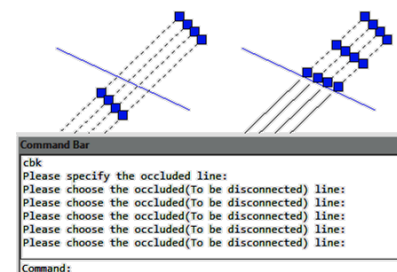 Command Bar
cbk
Please specify the occluded line:
Please choose the occluded(To be disconnected) line:
Please choose the occluded(To be disconnected) line:
Please choose the occluded(To be disconnected) line:
Please choose the occluded(To be disconnected) line:
Please choose the occluded(To be disconnected) line:
Command: